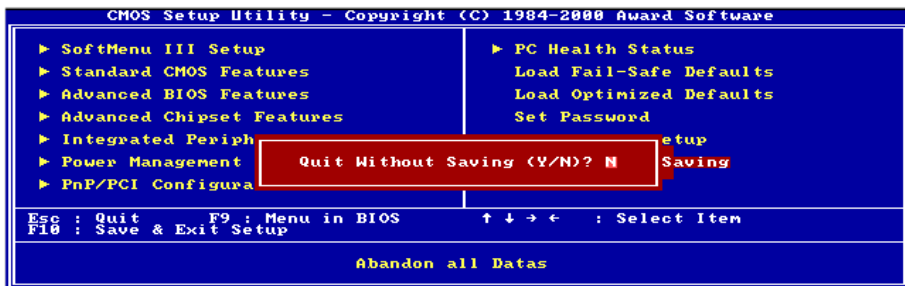 CMOS Setup Utility – Copyright (C) 1984-2000 Award Software
► SoftMenu III Setup
► Standard CMOS Features
► Advanced BIOS Features
► Advanced Chipset Features
► Integrated Periph
► Power Management
► PnP/PCI Configura
► PC Health Status
Load Fail-Safe Defaults
Load Optimized Defaults
Set Password
etup
Saving
Quit Without Saving (Y/N)? N
Esc : Quit F9 : Menu in BIOS ↑ ↓ → ← : Select Item
F10 : Save & Exit Setup
Abandon all Datas